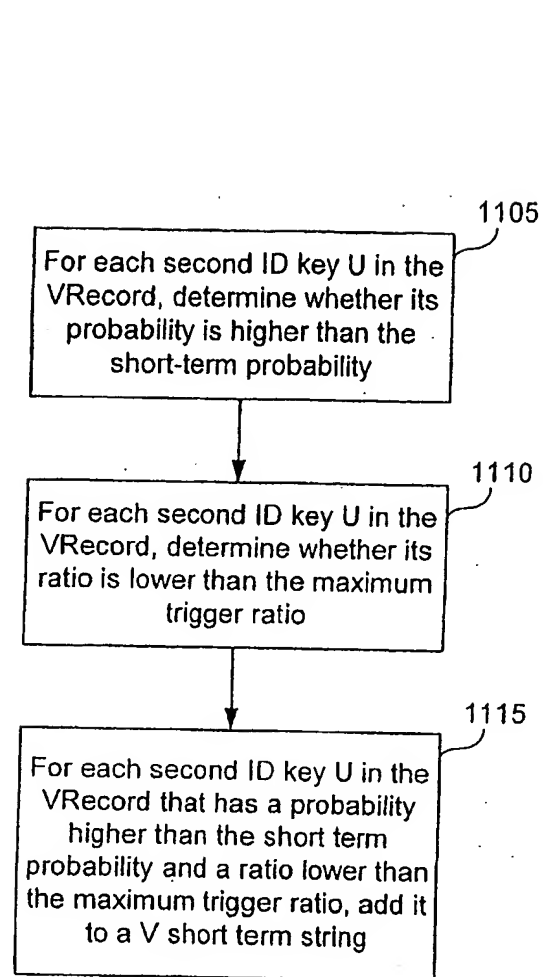 1105
For each second ID key U in the
VRecord, determine whether its
probability is higher than the
short-term probability
1110
For each second ID key U in the
VRecord, determine whether its
ratio is lower than the maximum
trigger ratio
1115
For each second ID key U in the
VRecord that has a probability
higher than the short term
probability and a ratio lower than
the maximum trigger ratio, add it
to a V short term string